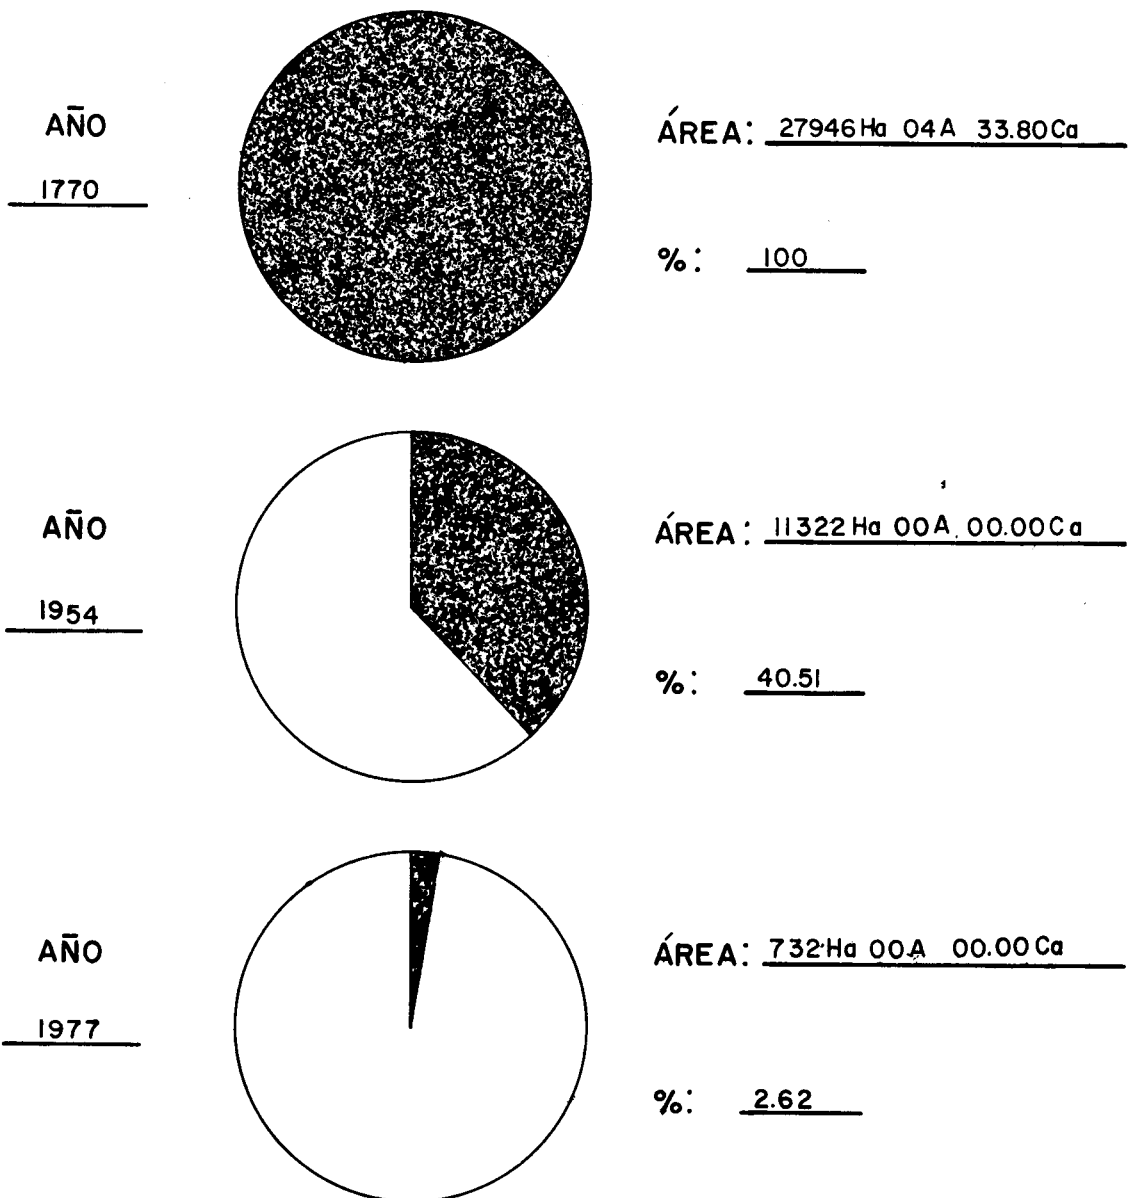 AÑO
1770
ÁREA: 27946 Ha 04 A 33.80 Ca
%: 100
AÑO
1954
ÁREA: 11322 Ha 00 A. 00.00 Ca
%: 40.51
AÑO
1977
ÁREA: 732 Ha 00 A 00.00 Ca
%: 2.62